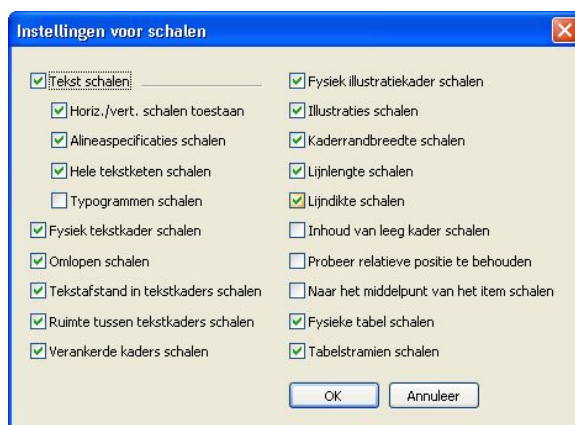 Instellingen voor schalen
Tekst schalen
Horiz./vert. schalen toestaan
Alineaspecificaties schalen
Hele tekstketen schalen
Typogrammen schalen
Fysiek tekstkader schalen
Omlopen schalen
Tekstafstand in tekstkaders schalen
Ruimte tussen tekstkaders schalen
Verankerde kaders schalen
Fysiek illustratiekader schalen
Illustraties schalen
Kaderrandbreedte schalen
Lijnlengte schalen
Lijndikte schalen
Inhoud van leeg kader schalen
Probeer relatieve positie te behouden
Naar het middelpunt van het item schalen
Fysieke tabel schalen
Tabelstramien schalen
OK
Annuleer